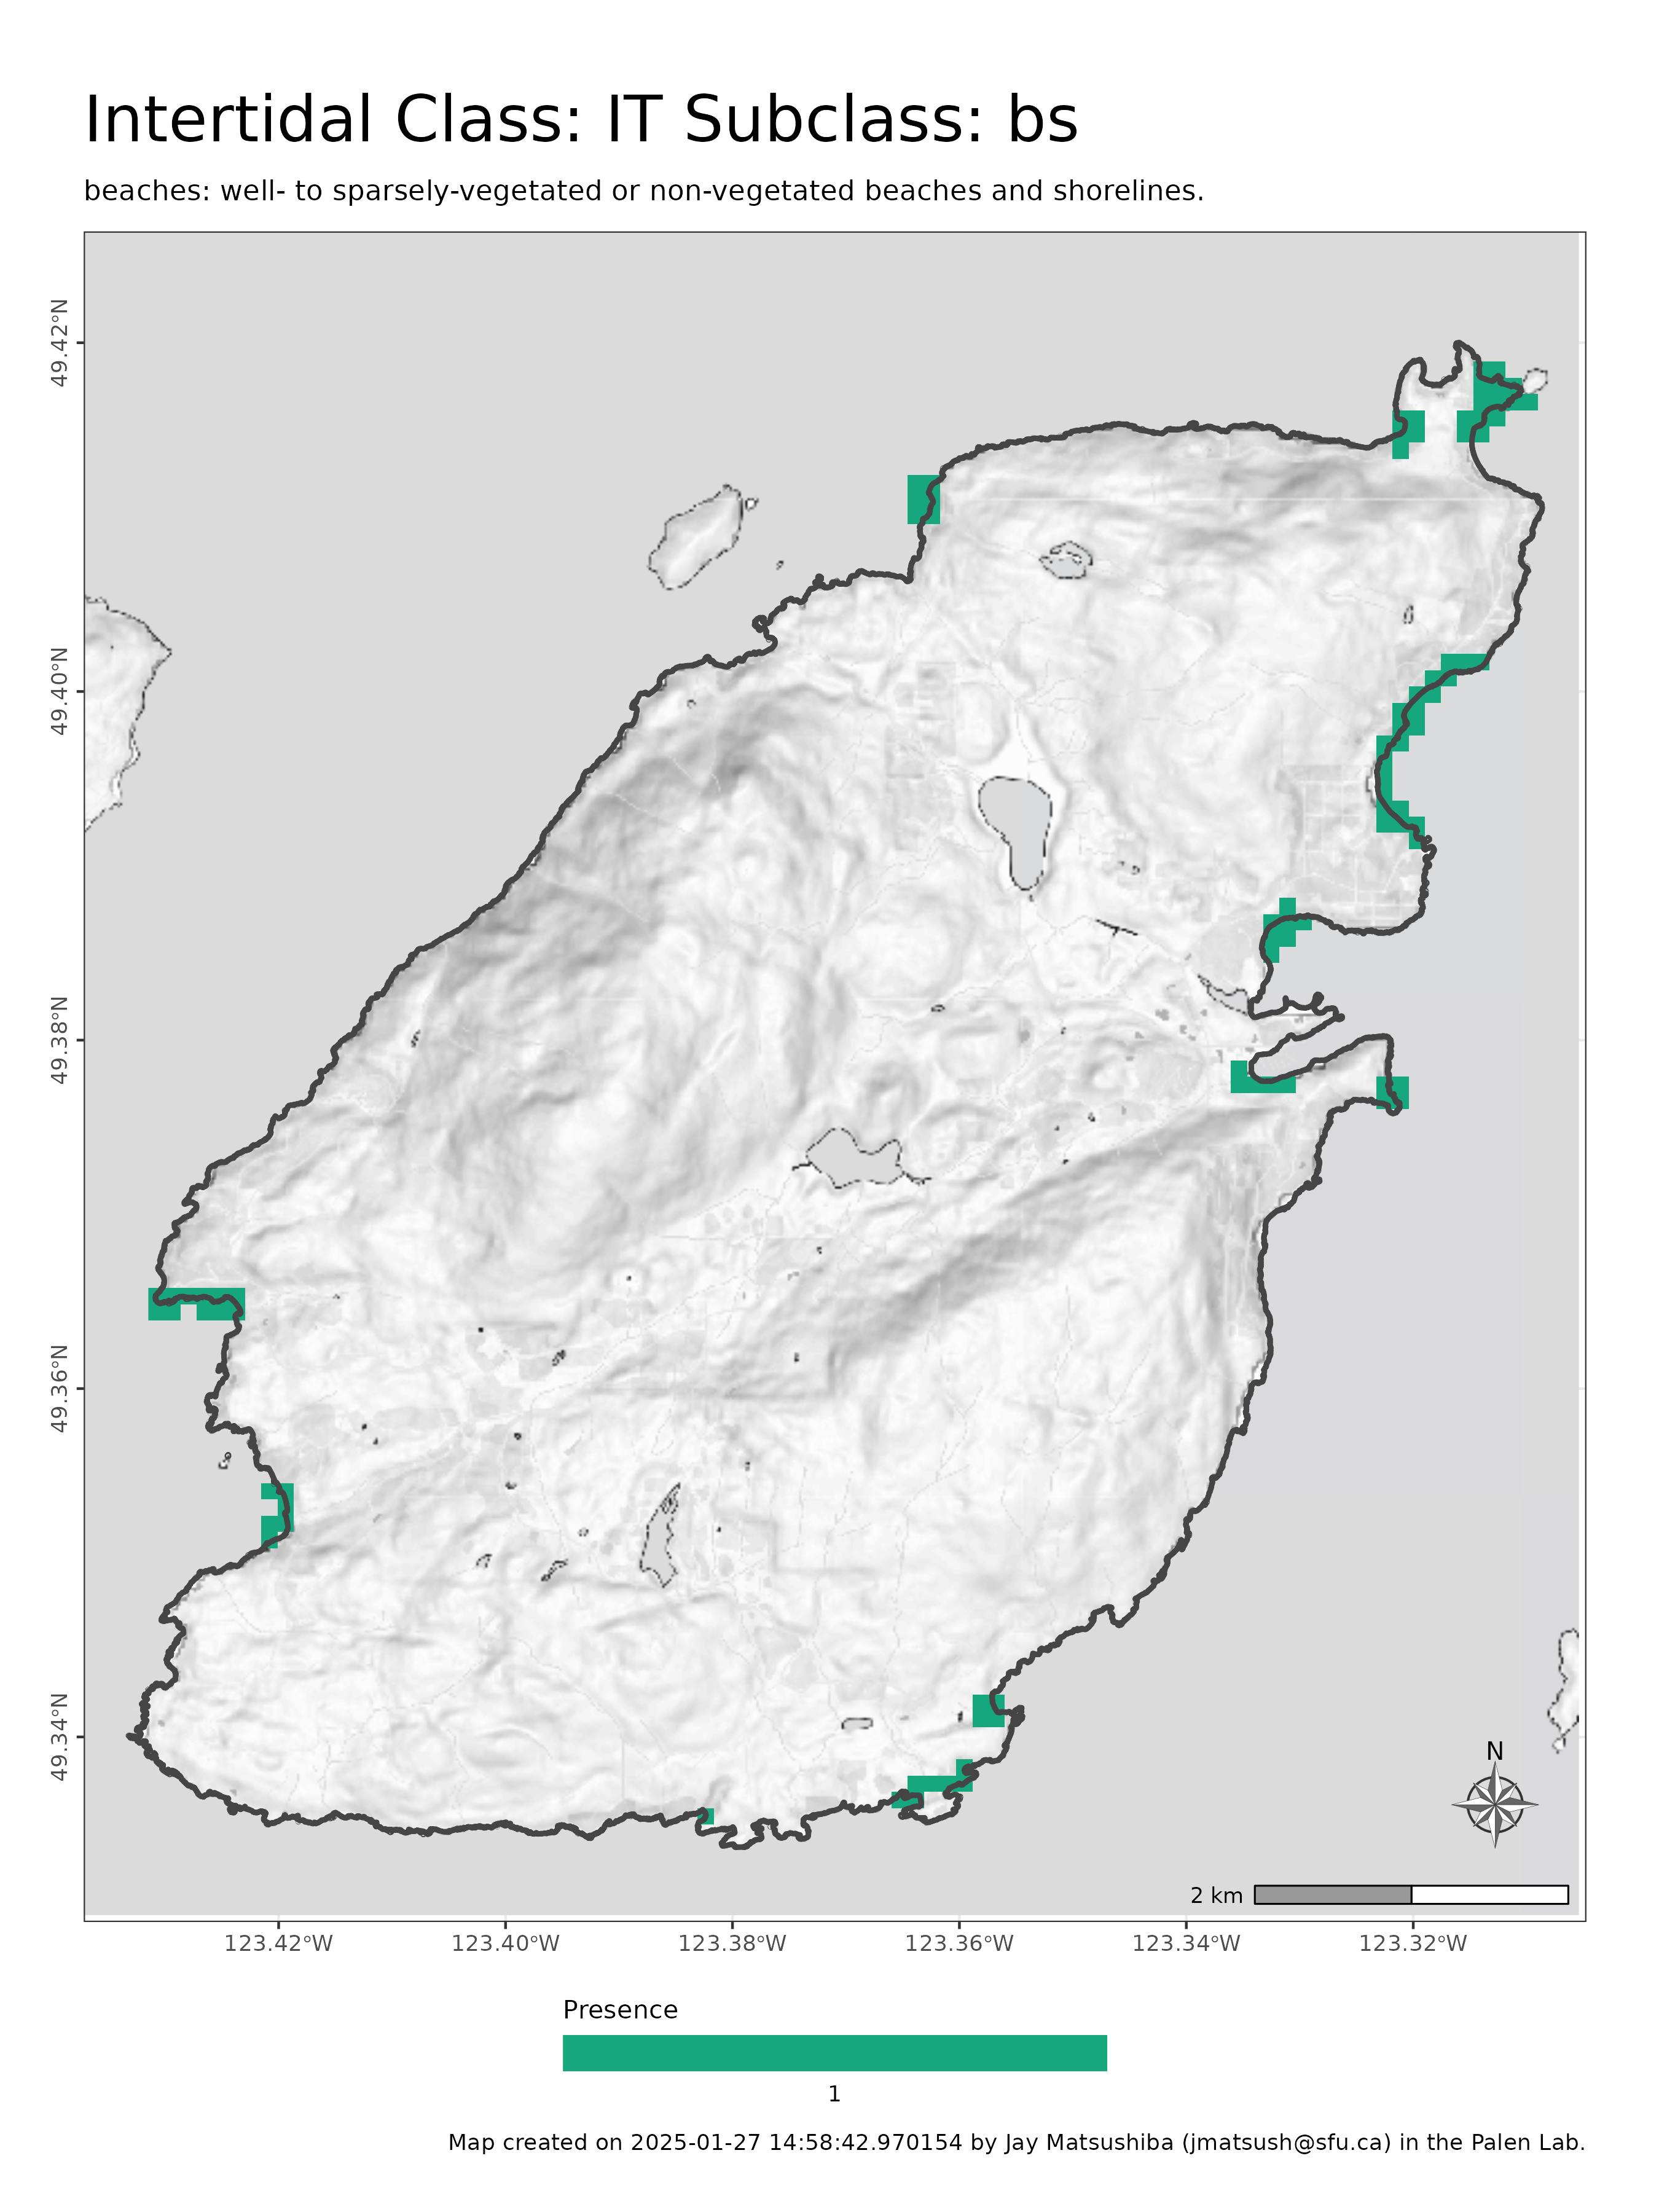 Intertidal Class: IT Subclass: bs
beaches: well- to sparsely-vegetated or non-vegetated beaches and shorelines.
49.42°N
49.40°N
49.38°N
49.36°N
49.34°N
N
2 km
123.42°W 123.40°W 123.38°W 123.36°W 123.34°W 123.32°W
Presence
1
Map created on 2025-01-27 14:58:42.970154 by Jay Matsushiba (jmatsush@sfu.ca) in the Palen Lab.